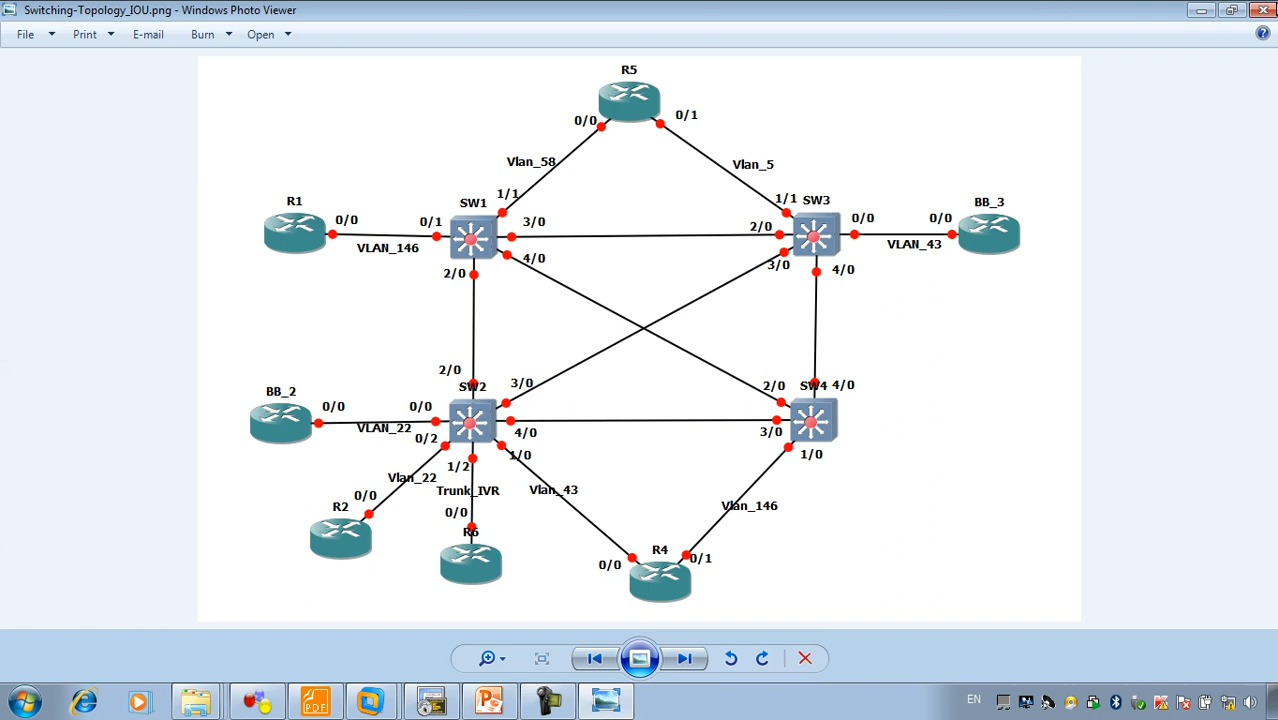 Switching-Topology_IOU.png - Windows Photo Viewer
File Print E-mail Burn Open
R5
0/0 0/1
Vlan_58 Vlan_5
R1 SW1 1/1 1/1 SW3 BB_3
0/0 0/1 3/0 2/0 0/0 0/0
VLAN_146 VLAN_43
2/0 4/0 3/0 4/0
2/0 3/0 2/0 4/0
BB_2 SW2 SW4
0/0 0/0 4/0 3/0
VLAN_22
0/2 1/0 1/0
1/2
Vlan_22 Trunk_IVR Vlan_43 Vlan_146
0/0
R2 0/0
R6
R4
0/0 0/1
EN
PDF